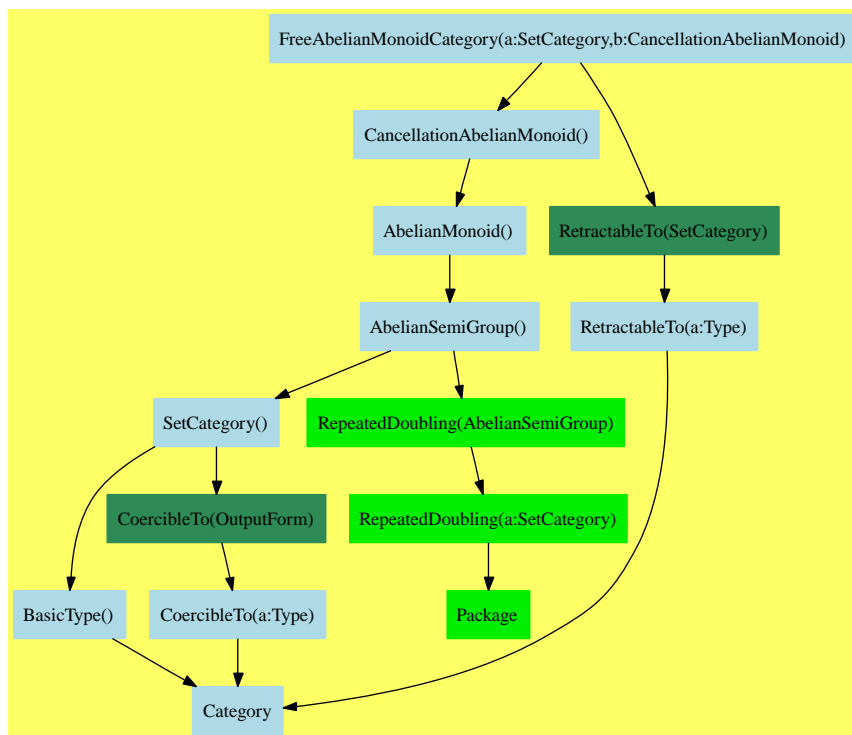 FreeAbelianMonoidCategory(a:SetCategory,b:CancellationAbelianMonoid)
CancellationAbelianMonoid()
AbelianMonoid()
RetractableTo(SetCategory)
AbelianSemiGroup()
RetractableTo(a:Type)
SetCategory()
RepeatedDoubling(AbelianSemiGroup)
CoercibleTo(OutputForm)
RepeatedDoubling(a:SetCategory)
BasicType()
CoercibleTo(a:Type)
Package
Category